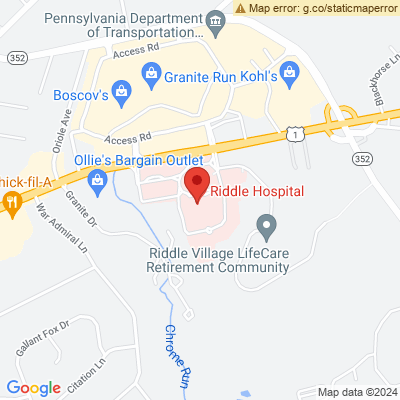 Map error: g.co/staticmaperror
Pennsylvania Department
of Transportation...
352
Access Rd
Granite Run
Kohl's
Blackhorse Ln
Boscov's
Oriole Ave
Access Rd
1
Ollie's Bargain Outlet
352
hick-fil-A
Riddle Hospital
Granite Dr
War Admiral Ln
Riddle Village LifeCare
Retirement Community
Chrome Run
Gallant Fox Dr
Citation Ln
Google
Map data ©2024